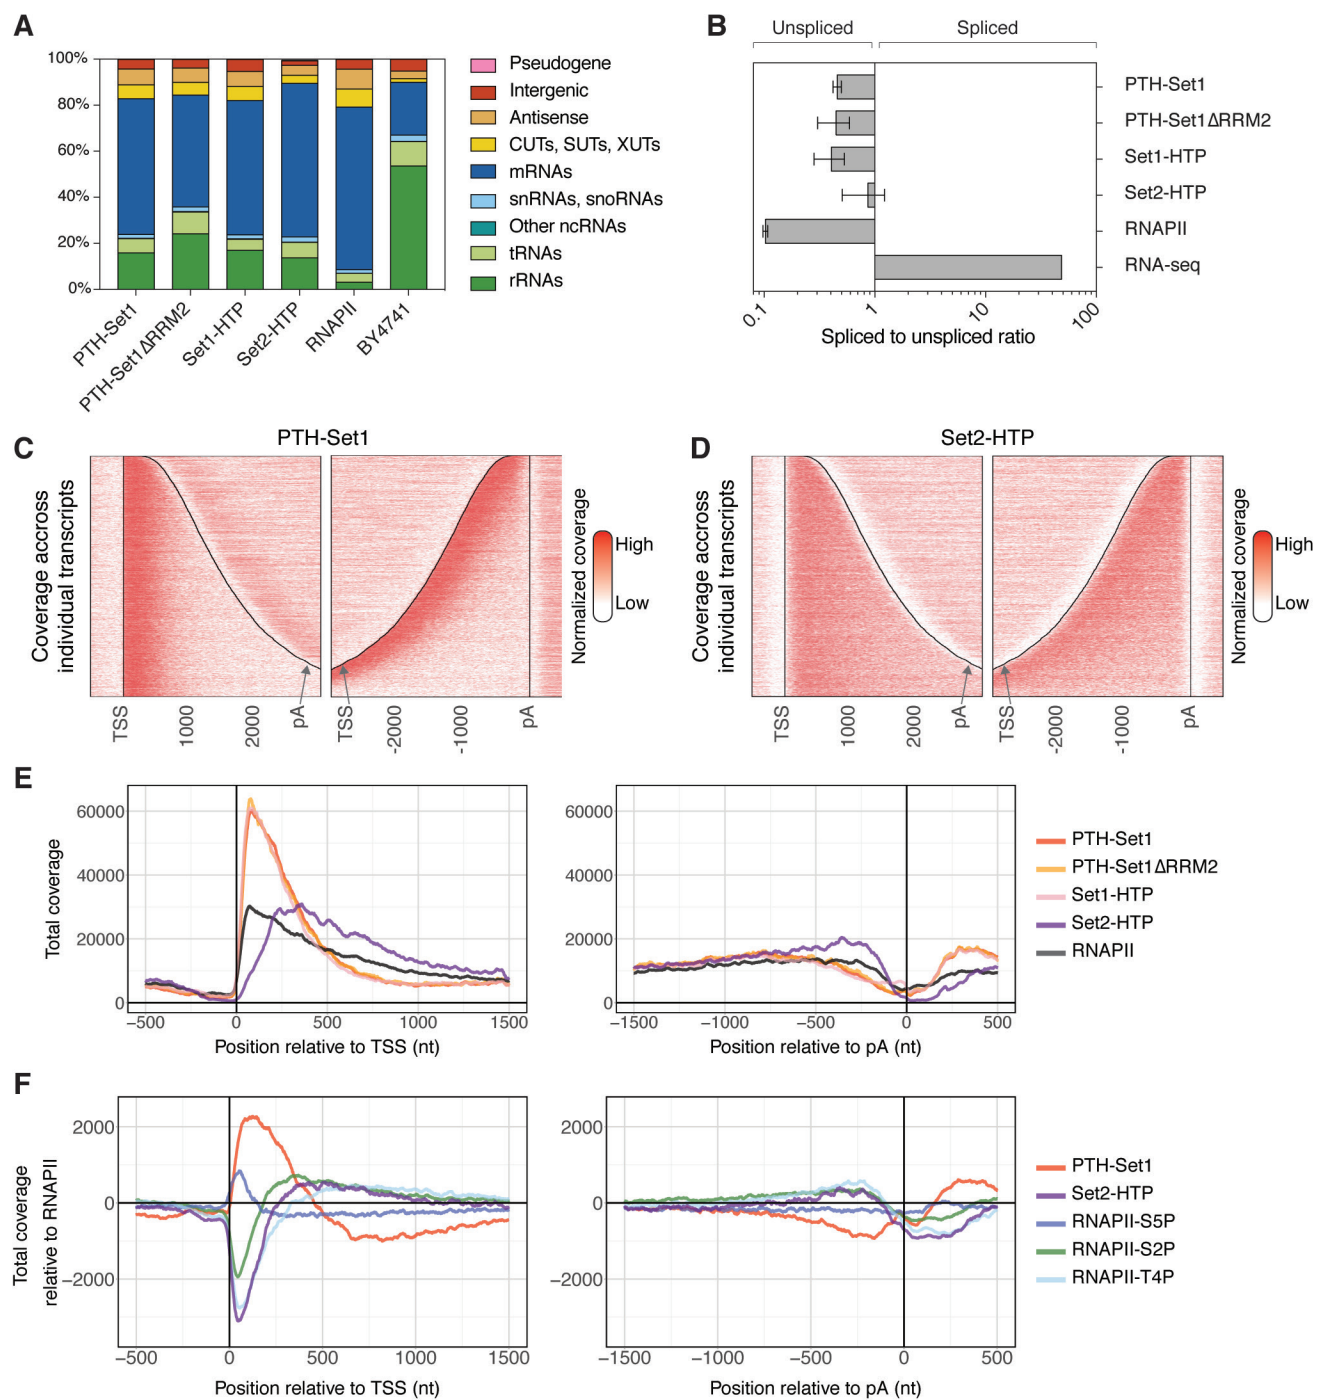 A
100%
80%
60%
40%
20%
0%
PTH-Set1
PTH-Set1ΔRRM2
Set1-HTP
Set2-HTP
RNAPII
BY4741
Pseudogene
Intergenic
Antisense
CUTs, SUTs, XUTs
mRNAs
snRNAs, snoRNAs
Other ncRNAs
tRNAs
rRNAs
B
Unspliced
Spliced
PTH-Set1
PTH-Set1ΔRRM2
Set1-HTP
Set2-HTP
RNAPII
RNA-seq
0.1
1
10
100
Spliced to unspliced ratio
C
PTH-Set1
Coverage accross
individual transcripts
TSS
1000
2000
pA
TSS
-2000
-1000
pA
Normalized coverage
High
Low
D
Set2-HTP
Coverage accross
individual transcripts
TSS
1000
2000
pA
TSS
-2000
-1000
pA
Normalized coverage
High
Low
E
Total coverage
60000
40000
20000
0
−500
0
500
1000
1500
Position relative to TSS (nt)
60000
40000
20000
0
−1500
−1000
−500
0
500
Position relative to pA (nt)
PTH-Set1
PTH-Set1ΔRRM2
Set1-HTP
Set2-HTP
RNAPII
F
Total coverage
relative to RNAPII
2000
0
−2000
−500
0
500
1000
1500
Position relative to TSS (nt)
2000
0
−2000
−1500
−1000
−500
0
500
Position relative to pA (nt)
PTH-Set1
Set2-HTP
RNAPII-S5P
RNAPII-S2P
RNAPII-T4P